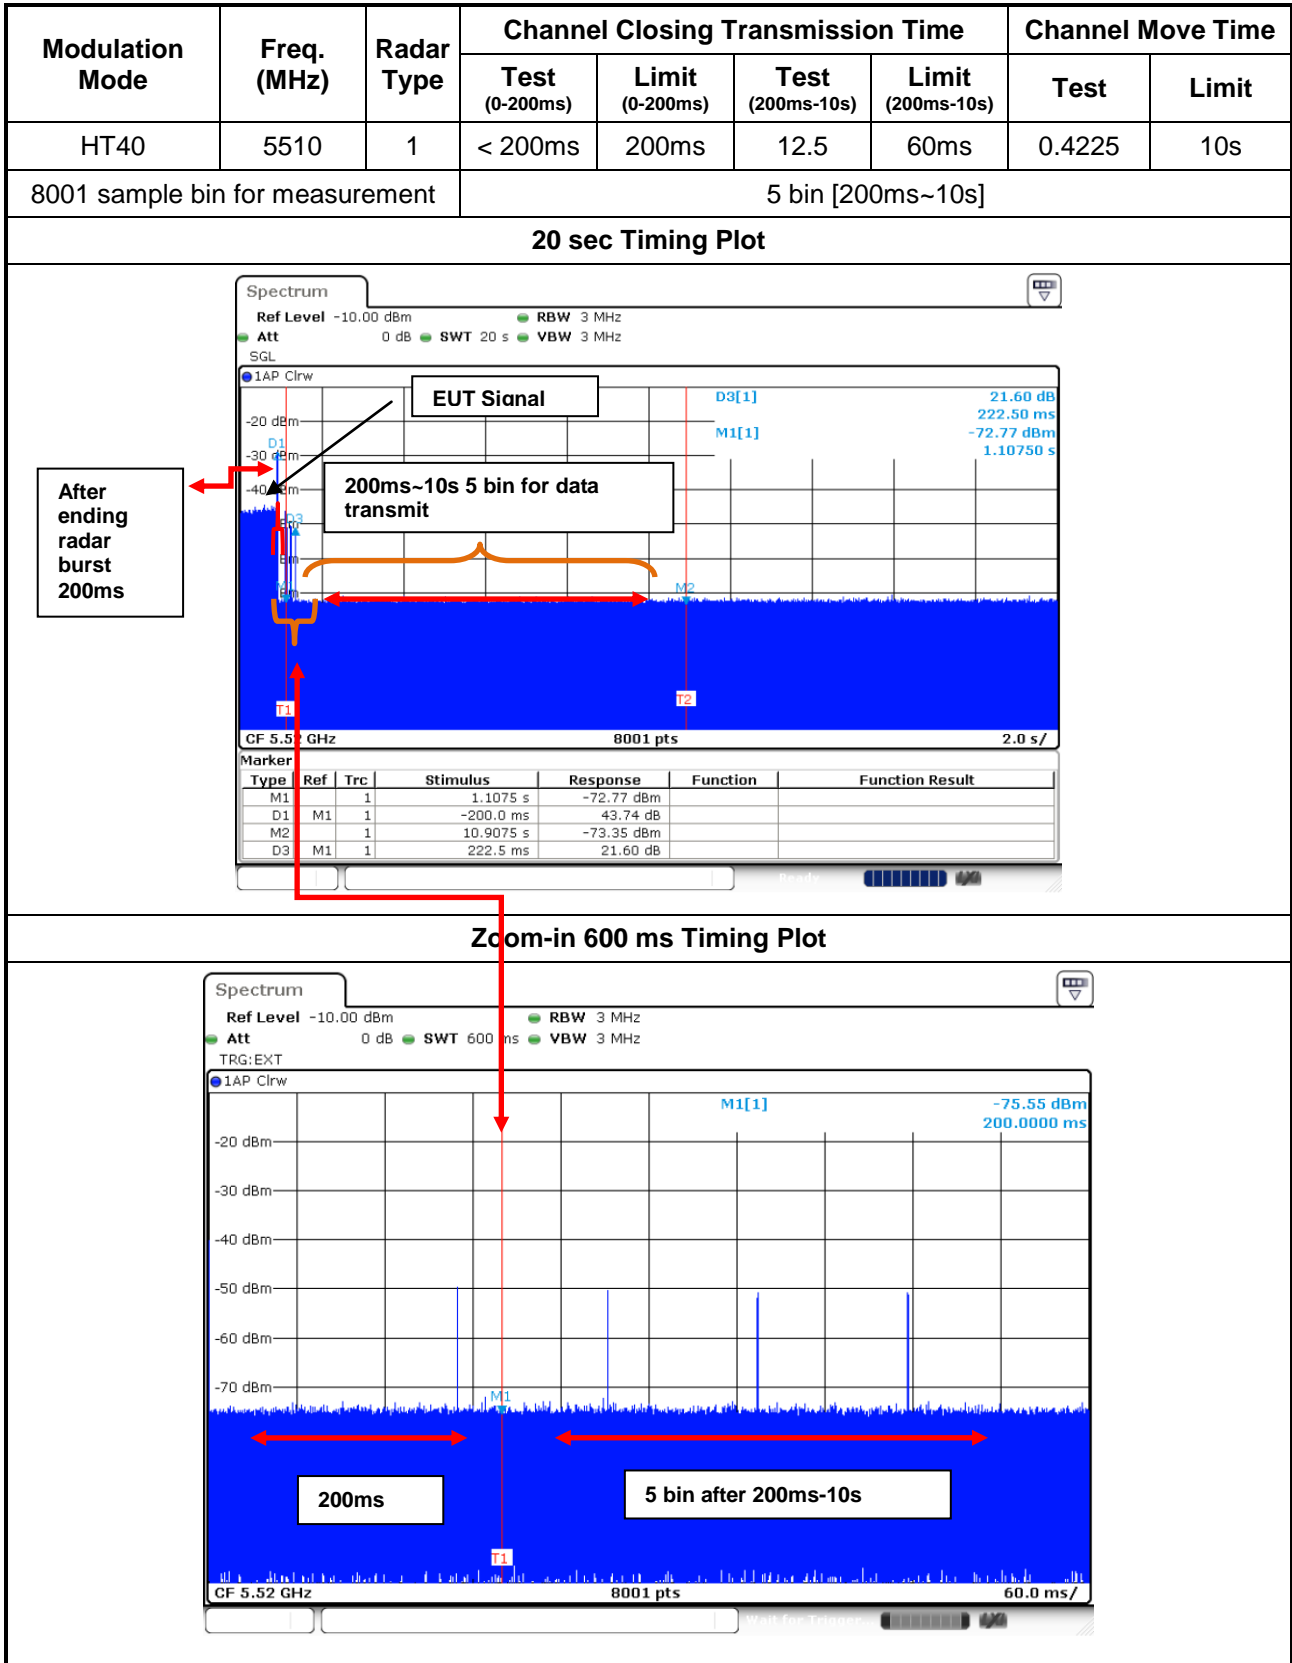 Modulation Mode | Freq. (MHz) | Radar Type | Channel Closing Transmission Time | Channel Move Time
Test (0-200ms) | Limit (0-200ms) | Test (200ms-10s) | Limit (200ms-10s) | Test | Limit
HT40 | 5510 | 1 | < 200ms | 200ms | 12.5 | 60ms | 0.4225 | 10s
8001 sample bin for measurement | 5 bin [200ms~10s]
20 sec Timing Plot
Spectrum
Ref Level -10.00 dBm RBW 3 MHz
Att 0 dB SWT 20 s VBW 3 MHz
SGL
1AP Clrw
EUT Signal
D3[1] 21.60 dB
222.50 ms
M1[1] -72.77 dBm
1.10750 s
-20 dBm
D1
-30 dBm
After
ending
radar
burst
200ms
200ms~10s 5 bin for data
transmit
D3
M2
T1
T2
CF 5.52 GHz 8001 pts 2.0 s/
Marker
Type | Ref | Trc | Stimulus | Response | Function | Function Result
M1 1 1.1075 s -72.77 dBm
D1 M1 1 -200.0 ms 43.74 dB
M2 1 10.9075 s -73.35 dBm
D3 M1 1 222.5 ms 21.60 dB
Zoom-in 600 ms Timing Plot
Spectrum
Ref Level -10.00 dBm RBW 3 MHz
Att 0 dB SWT 600 ms VBW 3 MHz
TRG:EXT
1AP Clrw
M1[1] -75.55 dBm
200.0000 ms
-20 dBm
-30 dBm
-40 dBm
-50 dBm
-60 dBm
-70 dBm
M1
200ms
5 bin after 200ms-10s
T1
CF 5.52 GHz 8001 pts 60.0 ms/
Wait for Trigger